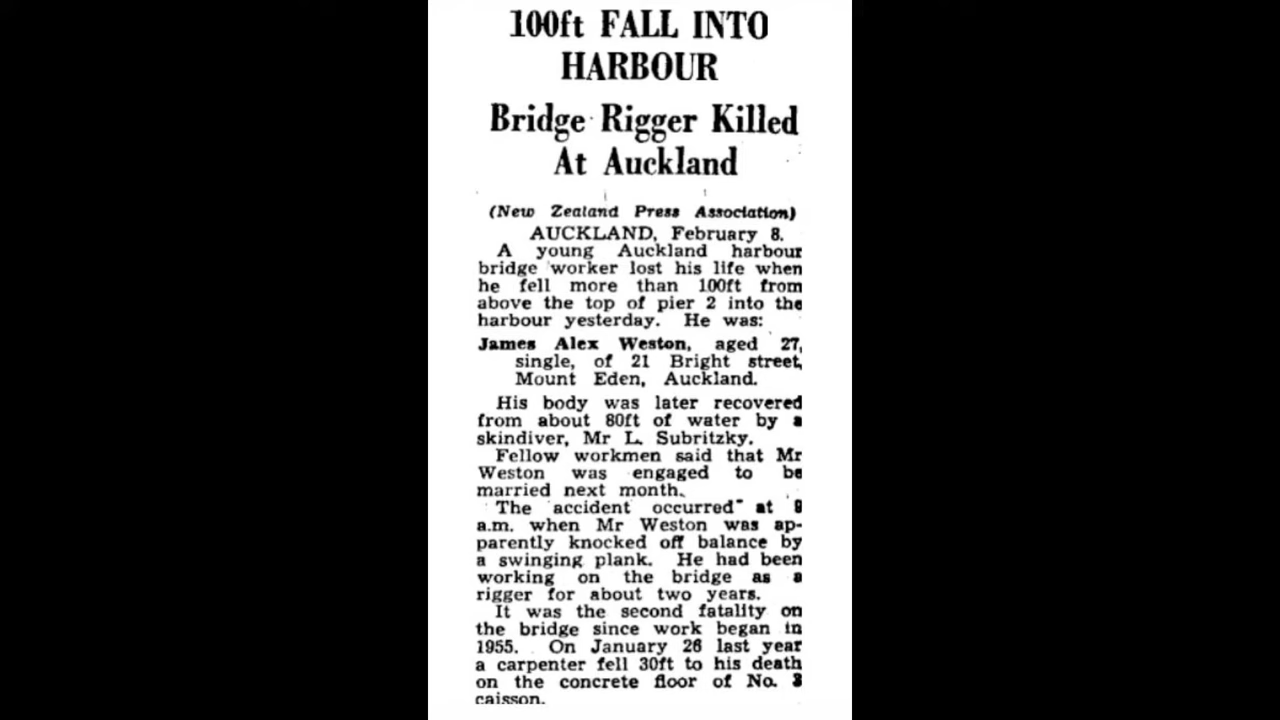 100ft FALL INTO
HARBOUR
Bridge Rigger Killed
At Auckland
(New Zealand Press Association)
AUCKLAND, February 8.
A young Auckland harbour
bridge worker lost his life when
he fell more than 100ft from
above the top of pier 2 into the
harbour yesterday. He was:
James Alex Weston, aged 27,
single, of 21 Bright street,
Mount Eden, Auckland.
His body was later recovered
from about 80ft of water by a
skindiver, Mr L. Subritzky.
Fellow workmen said that Mr
Weston was engaged to be
married next month.
The accident occurred at 9
a.m. when Mr Weston was ap-
parently knocked off balance by
a swinging plank. He had been
working on the bridge as a
rigger for about two years.
It was the second fatality on
the bridge since work began in
1955. On January 26 last year
a carpenter fell 30ft to his death
on the concrete floor of No. 3
caisson.